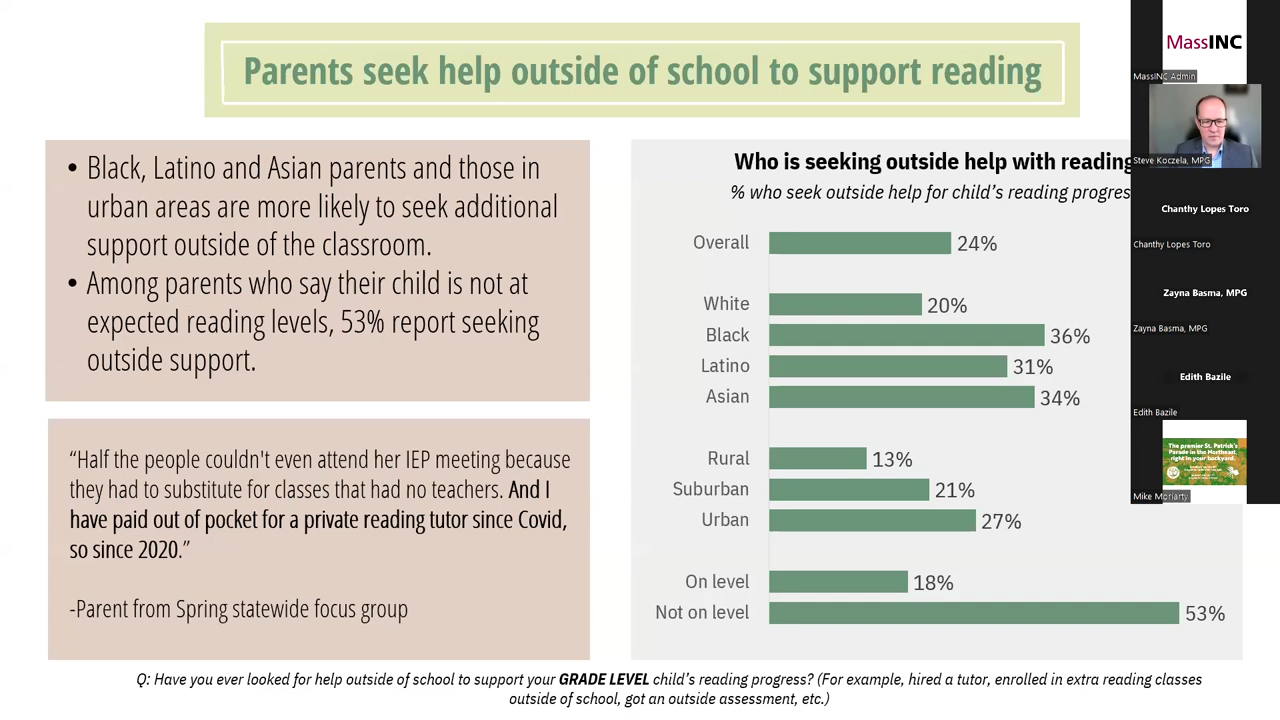 Parents seek help outside of school to support reading
• Black, Latino and Asian parents and those in
urban areas are more likely to seek additional
support outside of the classroom.
• Among parents who say their child is not at
expected reading levels, 53% report seeking
outside support.
“Half the people couldn't even attend her IEP meeting because
they had to substitute for classes that had no teachers. And I
have paid out of pocket for a private reading tutor since Covid,
so since 2020.”
-Parent from Spring statewide focus group
Who is seeking outside help with reading
% who seek outside help for child’s reading progres
Overall 24%
White 20%
Black 36%
Latino 31%
Asian 34%
Rural 13%
Suburban 21%
Urban 27%
On level 18%
Not on level 53%
Q: Have you ever looked for help outside of school to support your GRADE LEVEL child’s reading progress? (For example, hired a tutor, enrolled in extra reading classes
outside of school, got an outside assessment, etc.)
MassINC
MassINC Admin
Steve Koczela, MPG
Chanthy Lopes Toro
Chanthy Lopes Toro
Zayna Basma, MPG
Zayna Basma, MPG
Edith Bazile
Edith Bazile
The premier St. Patrick's
Parade in the Northeast,
right in your backyard.
Mike Moriarty